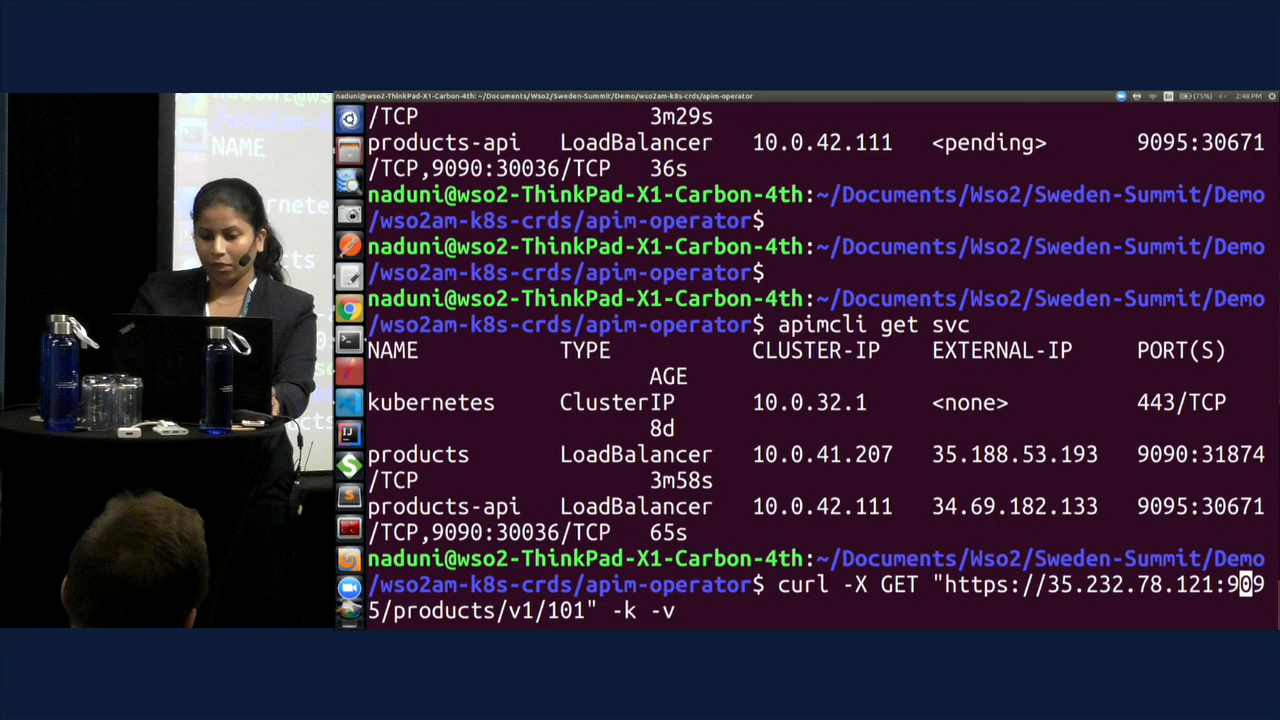 naduni@wso2-ThinkPad-X1-Carbon-4th: ~/Documents/Wso2/Sweden-Summit/Demo/wso2am-k8s-crds/apim-operator
(75%) 2:48 PM
/TCP 3m29s
products-api LoadBalancer 10.0.42.111 <pending> 9095:30671
/TCP,9090:30036/TCP 36s
naduni@wso2-ThinkPad-X1-Carbon-4th:~/Documents/Wso2/Sweden-Summit/Demo
/wso2am-k8s-crds/apim-operator$
naduni@wso2-ThinkPad-X1-Carbon-4th:~/Documents/Wso2/Sweden-Summit/Demo
/wso2am-k8s-crds/apim-operator$
naduni@wso2-ThinkPad-X1-Carbon-4th:~/Documents/Wso2/Sweden-Summit/Demo
/wso2am-k8s-crds/apim-operator$ apimcli get svc
NAME TYPE CLUSTER-IP EXTERNAL-IP PORT(S)
AGE
kubernetes ClusterIP 10.0.32.1 <none> 443/TCP
8d
products LoadBalancer 10.0.41.207 35.188.53.193 9090:31874
/TCP 3m58s
products-api LoadBalancer 10.0.42.111 34.69.182.133 9095:30671
/TCP,9090:30036/TCP 65s
naduni@wso2-ThinkPad-X1-Carbon-4th:~/Documents/Wso2/Sweden-Summit/Demo
/wso2am-k8s-crds/apim-operator$ curl -X GET "https://35.232.78.121:909
5/products/v1/101" -k -v
NAME